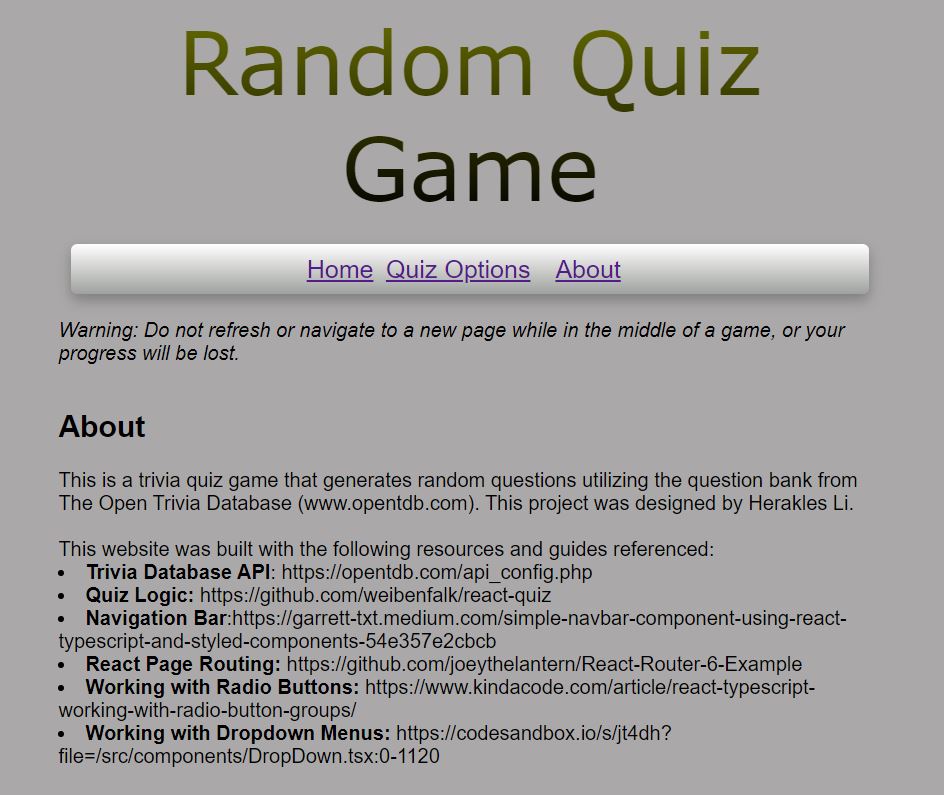 Random Quiz
Game
Home Quiz Options About
Warning: Do not refresh or navigate to a new page while in the middle of a game, or your
progress will be lost.
About
This is a trivia quiz game that generates random questions utilizing the question bank from
The Open Trivia Database (www.opentdb.com). This project was designed by Herakles Li.
This website was built with the following resources and guides referenced:
• Trivia Database API: https://opentdb.com/api_config.php
• Quiz Logic: https://github.com/weibenfalk/react-quiz
• Navigation Bar:https://garrett-txt.medium.com/simple-navbar-component-using-react-
typescript-and-styled-components-54e357e2cbcb
• React Page Routing: https://github.com/joeythelantern/React-Router-6-Example
• Working with Radio Buttons: https://www.kindacode.com/article/react-typescript-
working-with-radio-button-groups/
• Working with Dropdown Menus: https://codesandbox.io/s/jt4dh?
file=/src/components/DropDown.tsx:0-1120